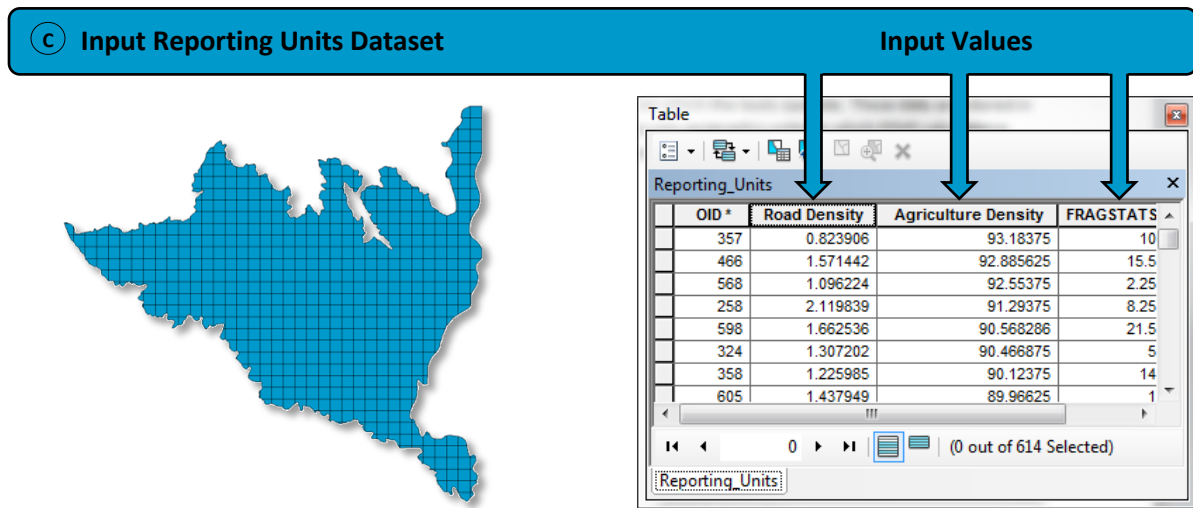 c Input Reporting Units Dataset Input Values
Table
Reporting_Units
OID * Road Density Agriculture Density FRAGSTATS
357 0.823906 93.18375 10
466 1.571442 92.885625 15.5
568 1.096224 92.55375 2.25
258 2.119839 91.29375 8.25
598 1.662536 90.568286 21.5
324 1.307202 90.466875 5
358 1.225985 90.12375 14
605 1.437949 89.96625 1
0 (0 out of 614 Selected)
Reporting_Units